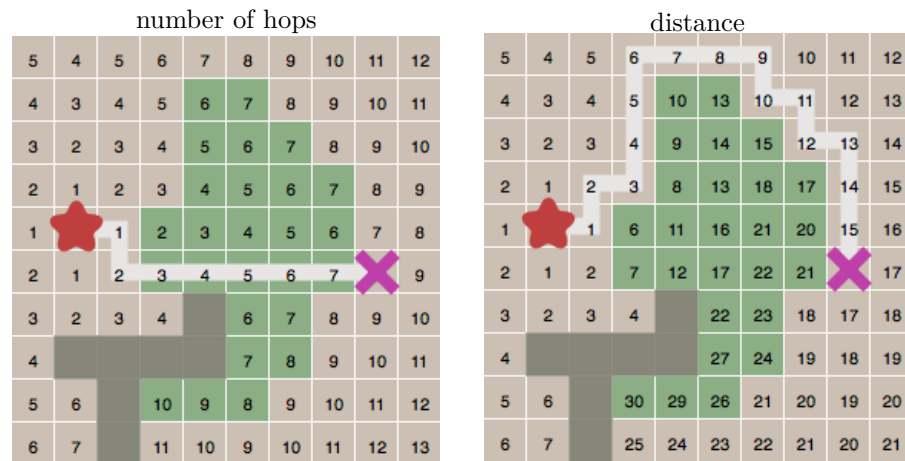 number of hops
5 4 5 6 7 8 9 10 11 12
4 3 4 5 6 7 8 9 10 11
3 2 3 4 5 6 7 8 9 10
2 1 2 3 4 5 6 7 8 9
1 1 2 3 4 5 6 7 8
2 1 2 3 4 5 6 7 9
3 2 3 4 6 7 8 9 10
4 7 8 9 10 11
5 6 10 9 8 9 10 11 12
6 7 11 10 9 10 11 12 13
distance
5 4 5 6 7 8 9 10 11 12
4 3 4 5 10 13 10 11 12 13
3 2 3 4 9 14 15 12 13 14
2 1 2 3 8 13 18 17 14 15
1 1 6 11 16 21 20 15 16
2 1 2 7 12 17 22 21 17
3 2 3 4 22 23 18 17 18
4 27 24 19 18 19
5 6 30 29 26 21 20 19 20
6 7 25 24 23 22 21 20 21